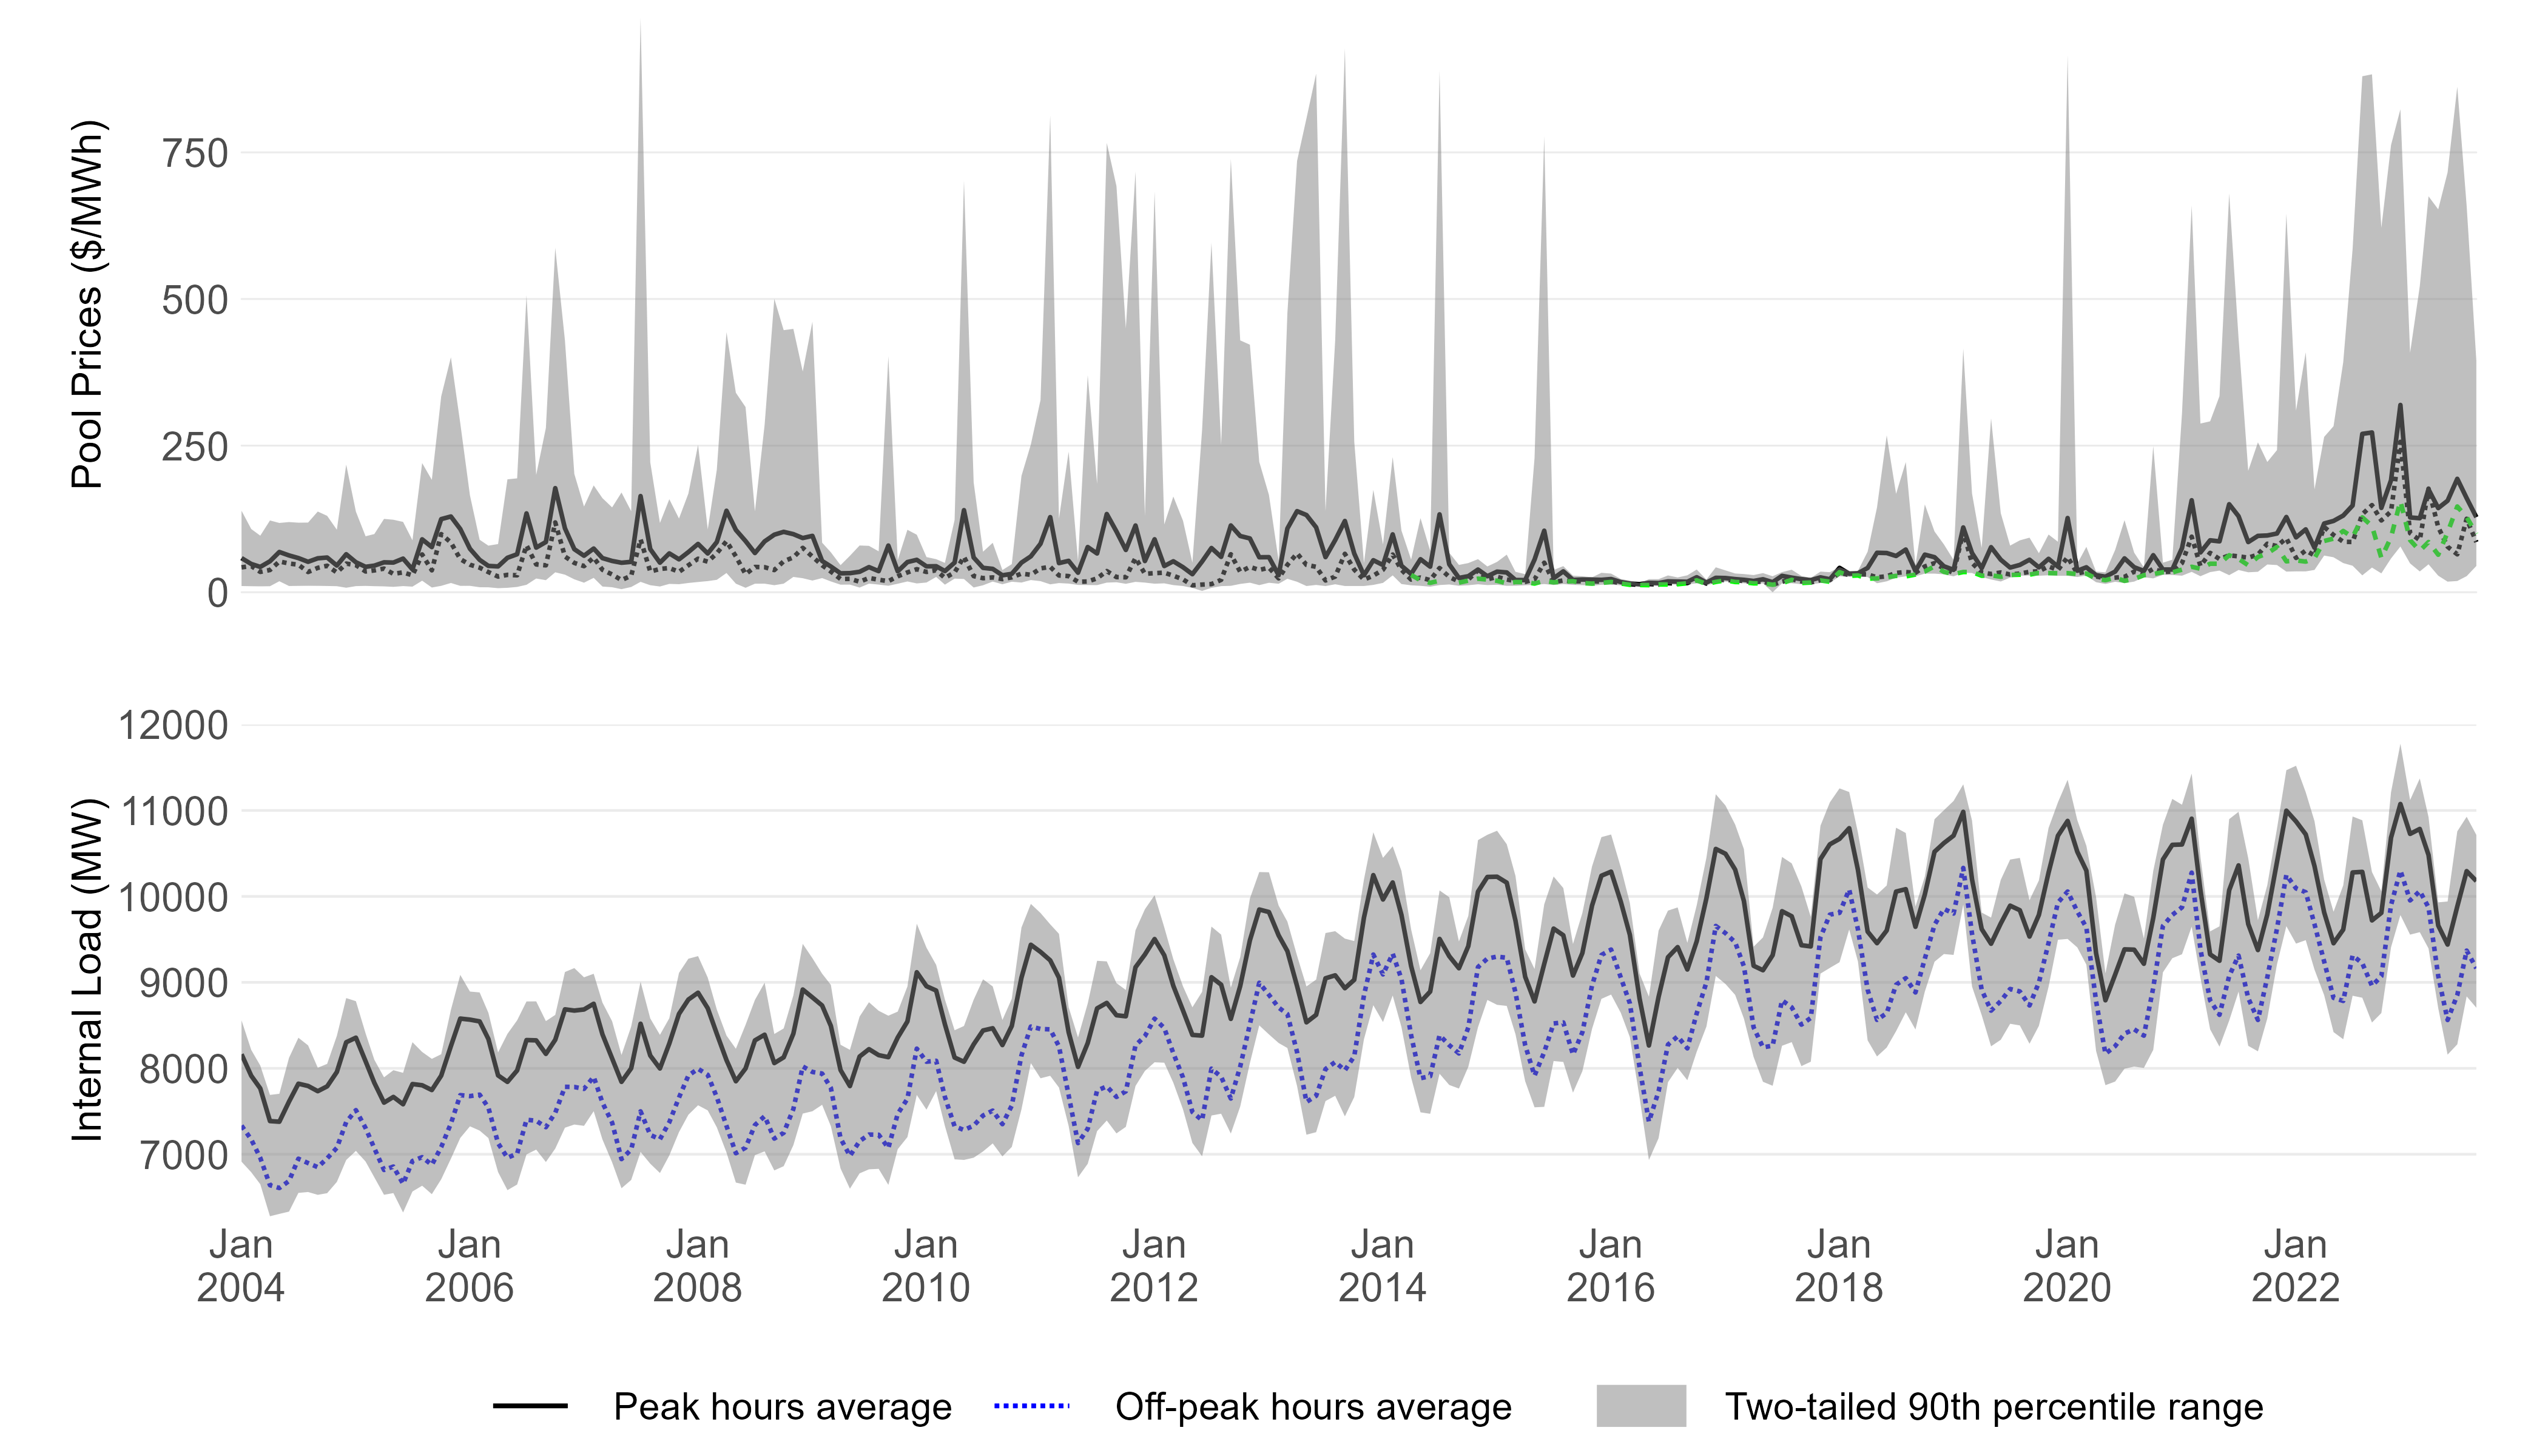 Pool Prices ($/MWh)
750
500
250
0
Internal Load (MW)
12000
11000
10000
9000
8000
7000
Jan Jan Jan Jan Jan Jan Jan Jan Jan Jan
2004 2006 2008 2010 2012 2014 2016 2018 2020 2022
Peak hours average Off-peak hours average Two-tailed 90th percentile range